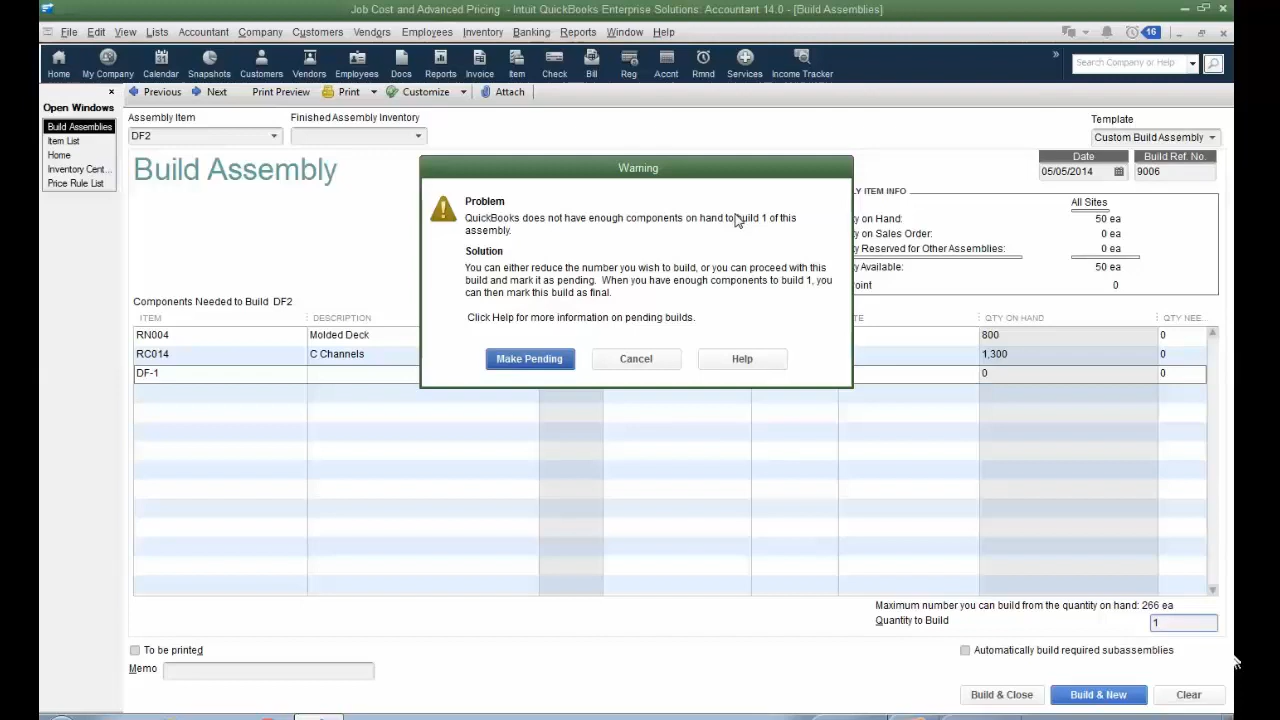 Job Cost and Advanced Pricing - Intuit QuickBooks Enterprise Solutions: Accountant 14.0 - [Build Assemblies]
File Edit View Lists Accountant Company Customers Vendors Employees Inventory Banking Reports Window Help 16
Home My Company Calendar Snapshots Customers Vendors Employees Docs Reports Invoice Item Check Bill Reg Accnt Rmnd Services Income Tracker » Search Company or Help
Previous Next Print Preview Print Customize Attach
Open Windows
Build Assemblies
Item List
Home
Inventory Cent...
Price Rule List
Assembly Item Finished Assembly Inventory Template
DF2 Custom Build Assembly
Build Assembly
Date Build Ref. No.
05/05/2014 9006
Warning
Problem
QuickBooks does not have enough components on hand to build 1 of this
assembly.
Solution
You can either reduce the number you wish to build, or you can proceed with this
build and mark it as pending. When you have enough components to build 1, you
can then mark this build as final.
Click Help for more information on pending builds.
Make Pending Cancel Help
Y ITEM INFO
All Sites
y on Hand: 50 ea
y on Sales Order: 0 ea
y Reserved for Other Assemblies: 0 ea
y Available: 50 ea
Point 0
Components Needed to Build DF2
ITEM DESCRIPTION TE QTY ON HAND QTY NEE...
RN004 Molded Deck 800 0
RC014 C Channels 1,300 0
DF-1 0 0
Maximum number you can build from the quantity on hand: 266 ea
Quantity to Build 1
To be printed Automatically build required subassemblies
Memo
Build & Close Build & New Clear